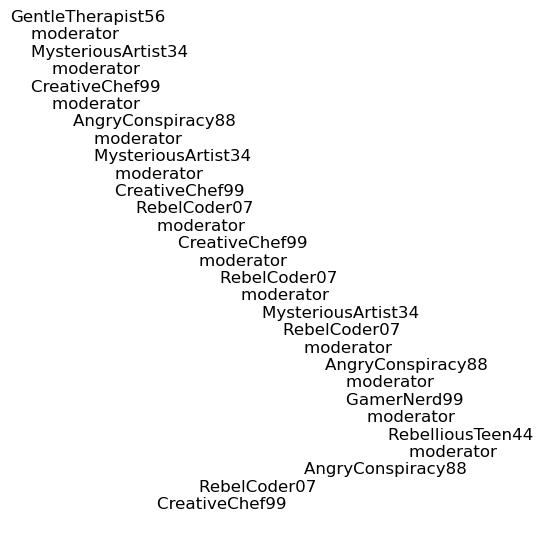 GentleTherapist56
moderator
MysteriousArtist34
moderator
CreativeChef99
moderator
AngryConspiracy88
moderator
MysteriousArtist34
moderator
CreativeChef99
RebelCoder07
moderator
CreativeChef99
moderator
RebelCoder07
moderator
MysteriousArtist34
RebelCoder07
moderator
AngryConspiracy88
moderator
GamerNerd99
moderator
RebelliousTeen44
moderator
AngryConspiracy88
RebelCoder07
CreativeChef99